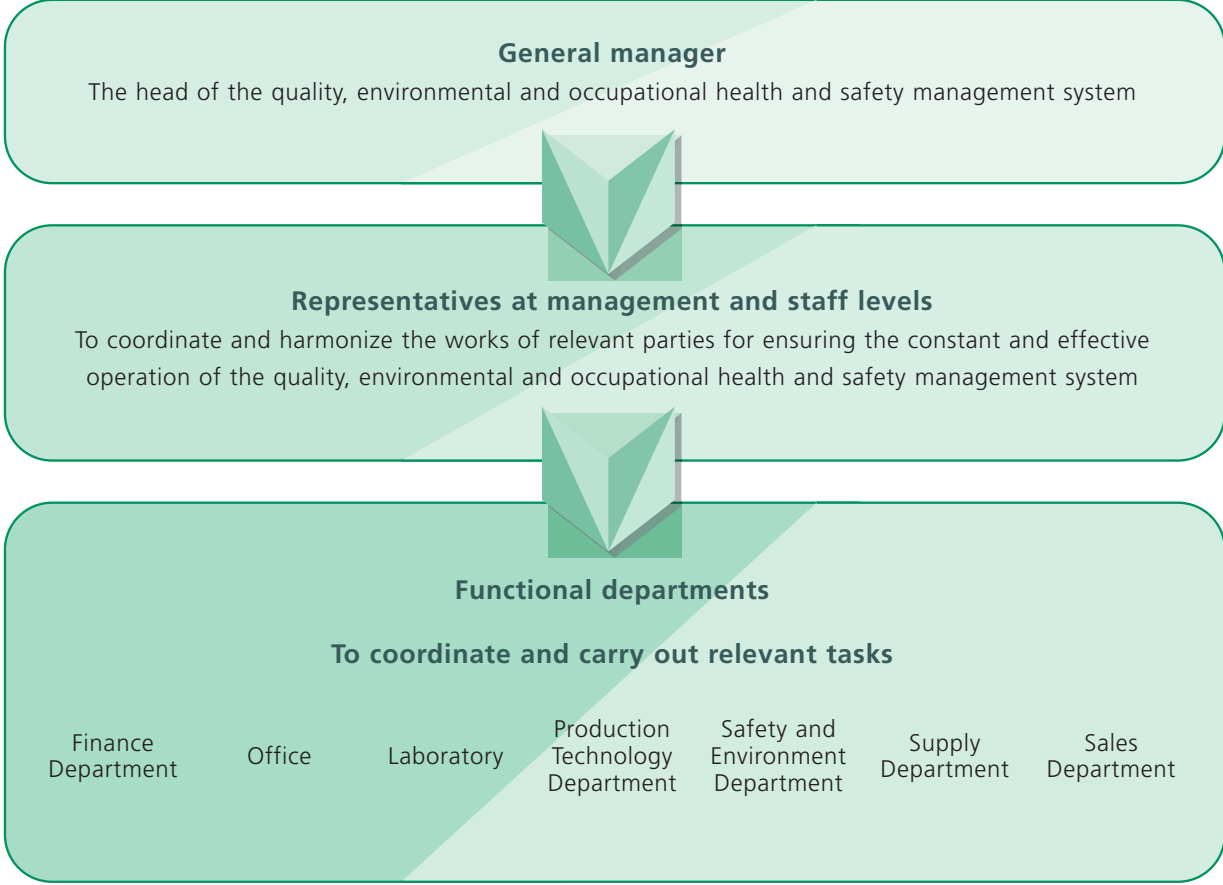 General manager
The head of the quality, environmental and occupational health and safety management system
Representatives at management and staff levels
To coordinate and harmonize the works of relevant parties for ensuring the constant and effective
operation of the quality, environmental and occupational health and safety management system
Functional departments
To coordinate and carry out relevant tasks
Finance
Department
Office
Laboratory
Production
Technology
Department
Safety and
Environment
Department
Supply
Department
Sales
Department